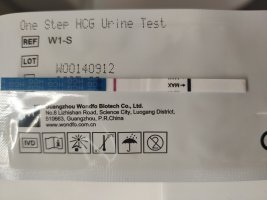 One Step HCG Urine Test
REF W1-S
LOT
W00140912
MAX
Guangzhou Wondfo Biotech Co., Ltd.
No.8 Lizhishan Road, Science City, Luogang District,
510663, Guangzhou, P.R.China
www.wondfo.com.cn
IVD